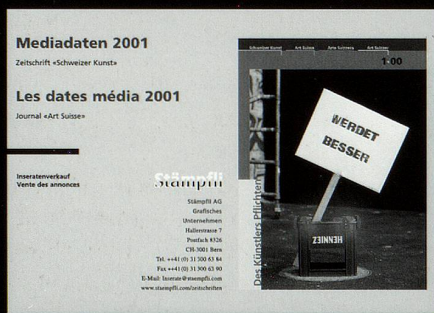 Mediadaten 2001
Zeitschrift «Schweizer Kunst»
Les dates média 2001
Journal «Art Suisse»
Inseratenverkauf
Vente des annonces
Stämpfli
Stämpfli AG
Grafisches
Unternehmen
Hallerstrasse 7
Postfach 8326
CH-3001 Bern
Tel. ++41 (0) 31 300 63 84
Fax ++41 (0) 31 300 63 90
E-Mail: Inserate@staempfli.com
www.staempfli.com/zeitschriften
Schweizer Kunst Art Suisse Arte Svizzera Art Suisse
1.00
WERDET
BESSER
HENNIEZ
Des Künstlers Pflichten